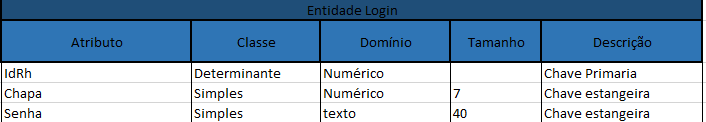 Entidade Login
Atributo Classe Domínio Tamanho Descrição
IdRh Determinante Numérico Chave Primaria
Chapa Simples Numérico 7 Chave estangeira
Senha Simples texto 40 Chave estangeira